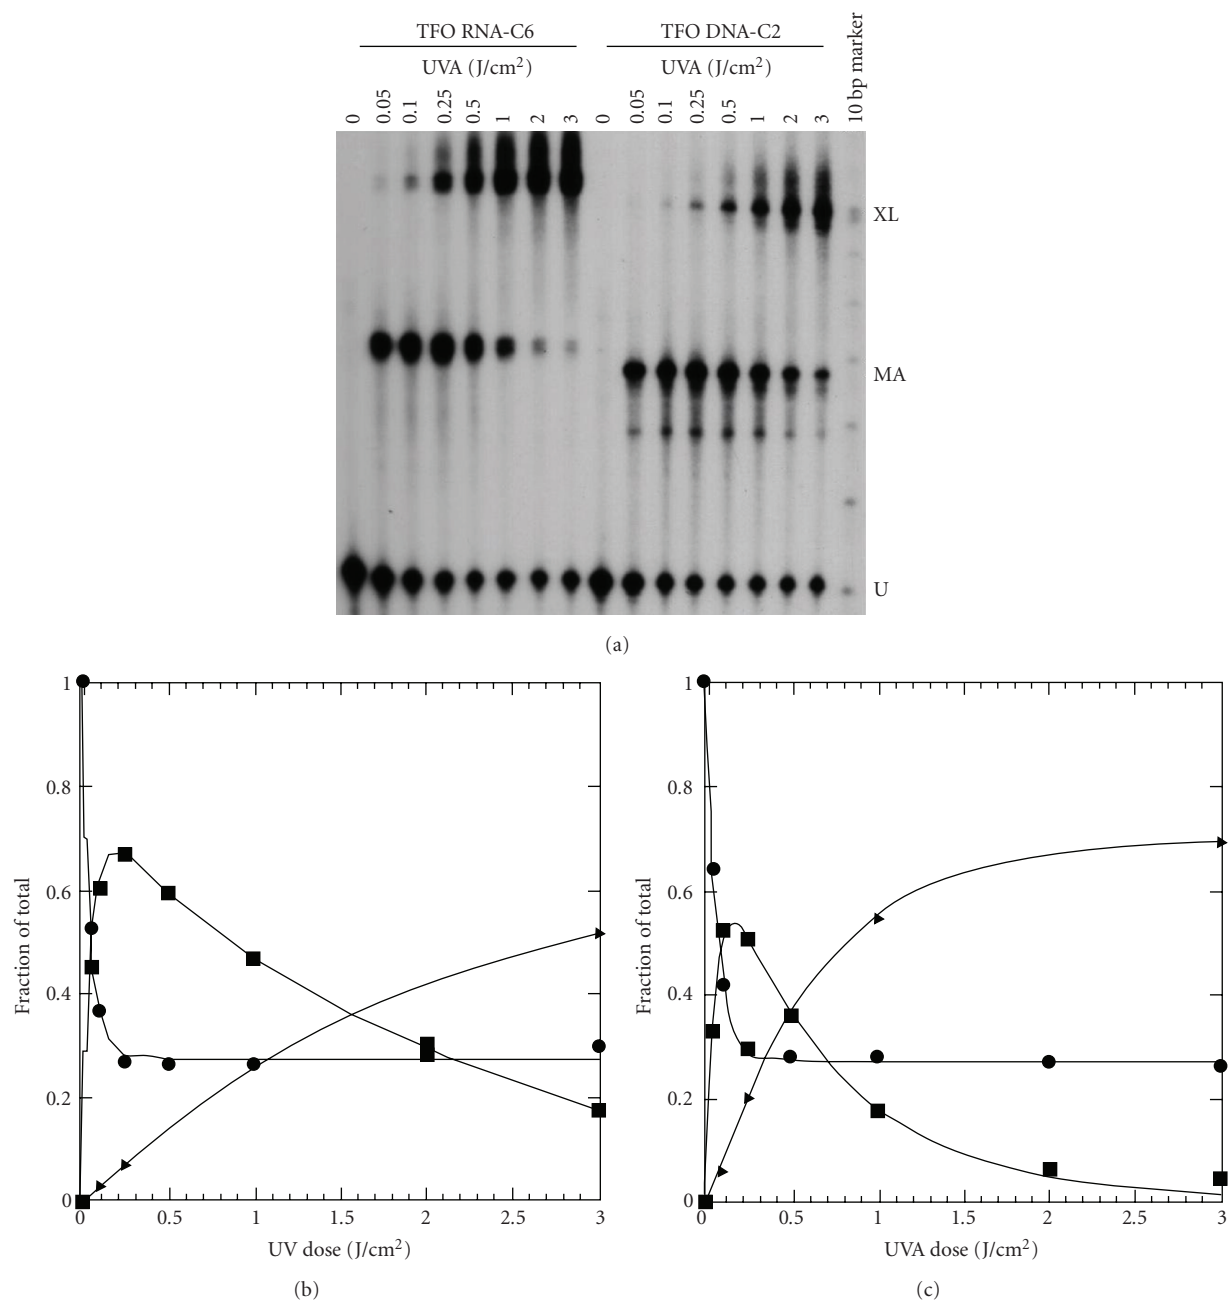 TFO RNA-C6 TFO DNA-C2
UVA (J/cm²) UVA (J/cm²)
0 0.05 0.1 0.25 0.5 1 2 3 0 0.05 0.1 0.25 0.5 1 2 3 10 bp marker
XL
MA
U
(a)
1
0.8
0.6
0.4
0.2
0
Fraction of total
0 0.5 1 2 2.5 3
UV dose (J/cm²)
(b)
1
0.8
0.6
0.4
0.2
0
Fraction of total
0 0.5 1 1.5 2 2.5 3
UVA dose (J/cm²)
(c)